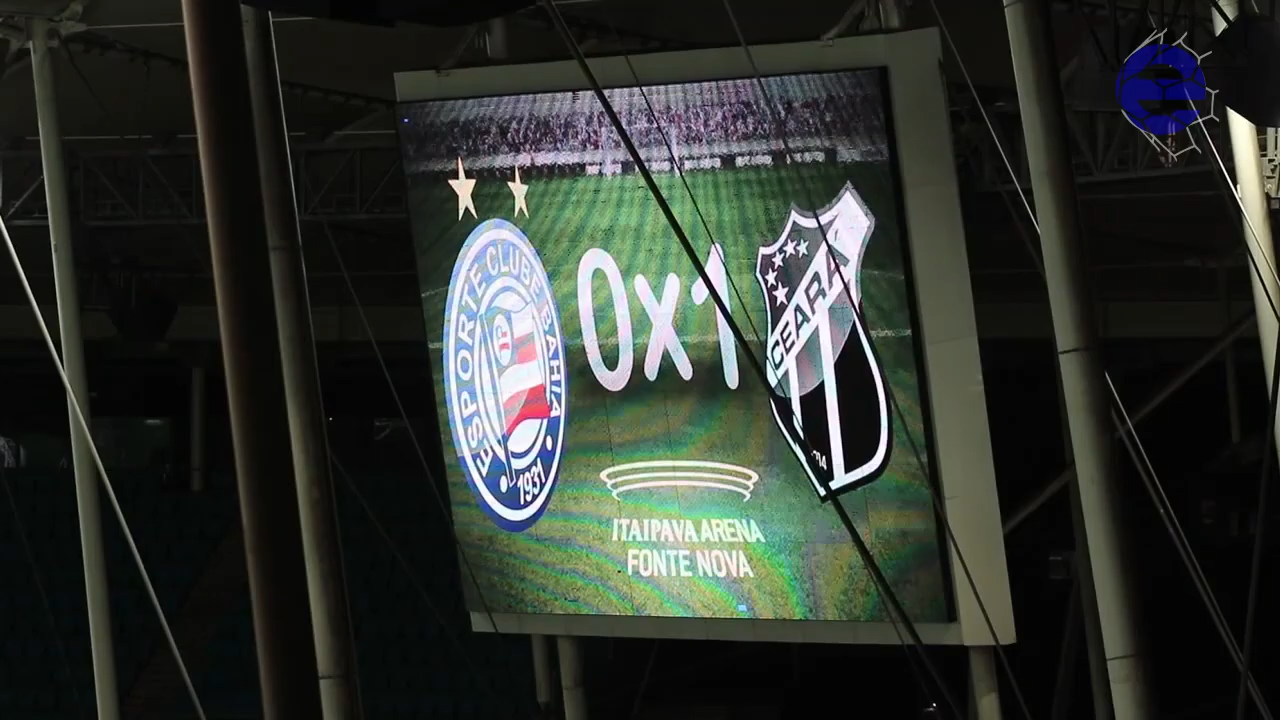 ESPORTE CLUBE BAHIA
1931
0x1
CEARÁ
ITAIPAVA ARENA
FONTE NOVA